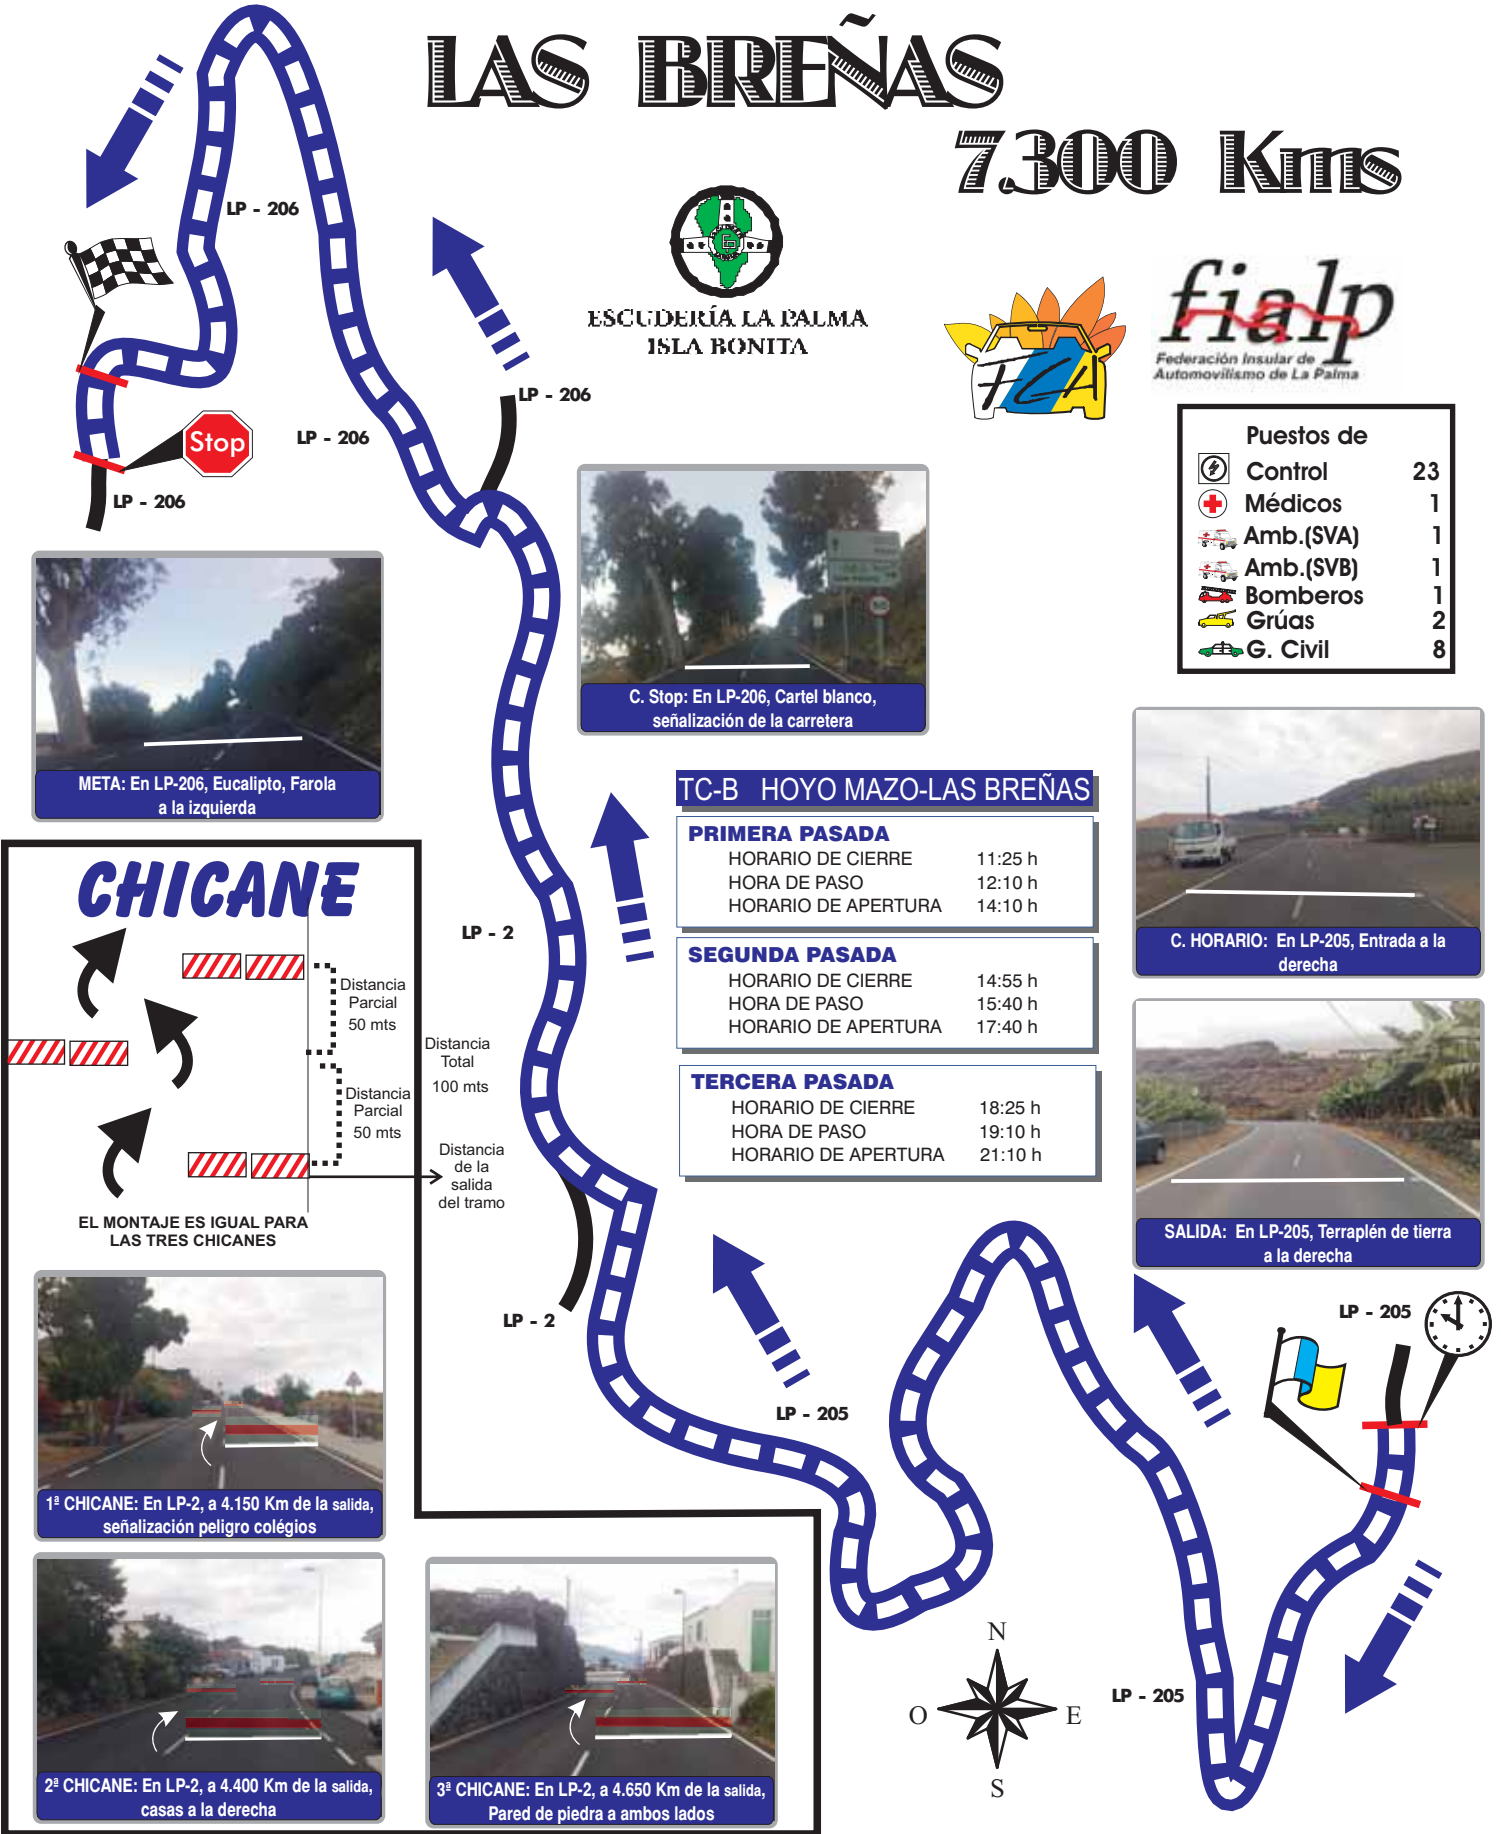 LAS BREÑAS
7.300 Kms
ESCUDERÍA LA PALMA
ISLA BONITA
FCA
fialp
Federación Insular de
Automovilismo de La Palma
LP - 206
LP - 206
LP - 206
Stop
LP - 206
Puestos de
Control 23
Médicos 1
Amb.(SVA) 1
Amb.(SVB) 1
Bomberos 1
Grúas 2
G. Civil 8
META: En LP-206, Eucalipto, Farola
a la izquierda
C. Stop: En LP-206, Cartel blanco,
señalización de la carretera
TC-B HOYO MAZO-LAS BREÑAS
PRIMERA PASADA
HORARIO DE CIERRE 11:25 h
HORA DE PASO 12:10 h
HORARIO DE APERTURA 14:10 h
SEGUNDA PASADA
HORARIO DE CIERRE 14:55 h
HORA DE PASO 15:40 h
HORARIO DE APERTURA 17:40 h
TERCERA PASADA
HORARIO DE CIERRE 18:25 h
HORA DE PASO 19:10 h
HORARIO DE APERTURA 21:10 h
C. HORARIO: En LP-205, Entrada a la
derecha
SALIDA: En LP-205, Terraplén de tierra
a la derecha
LP - 2
CHICANE
Distancia
Parcial
50 mts
Distancia
Total
100 mts
Distancia
Parcial
50 mts
Distancia
de la
salida
del tramo
EL MONTAJE ES IGUAL PARA
LAS TRES CHICANES
LP - 2
LP - 205
LP - 205
1ª CHICANE: En LP-2, a 4.150 Km de la salida,
señalización peligro colégios
2ª CHICANE: En LP-2, a 4.400 Km de la salida,
casas a la derecha
3ª CHICANE: En LP-2, a 4.650 Km de la salida,
Pared de piedra a ambos lados
N
O
E
S
LP - 205